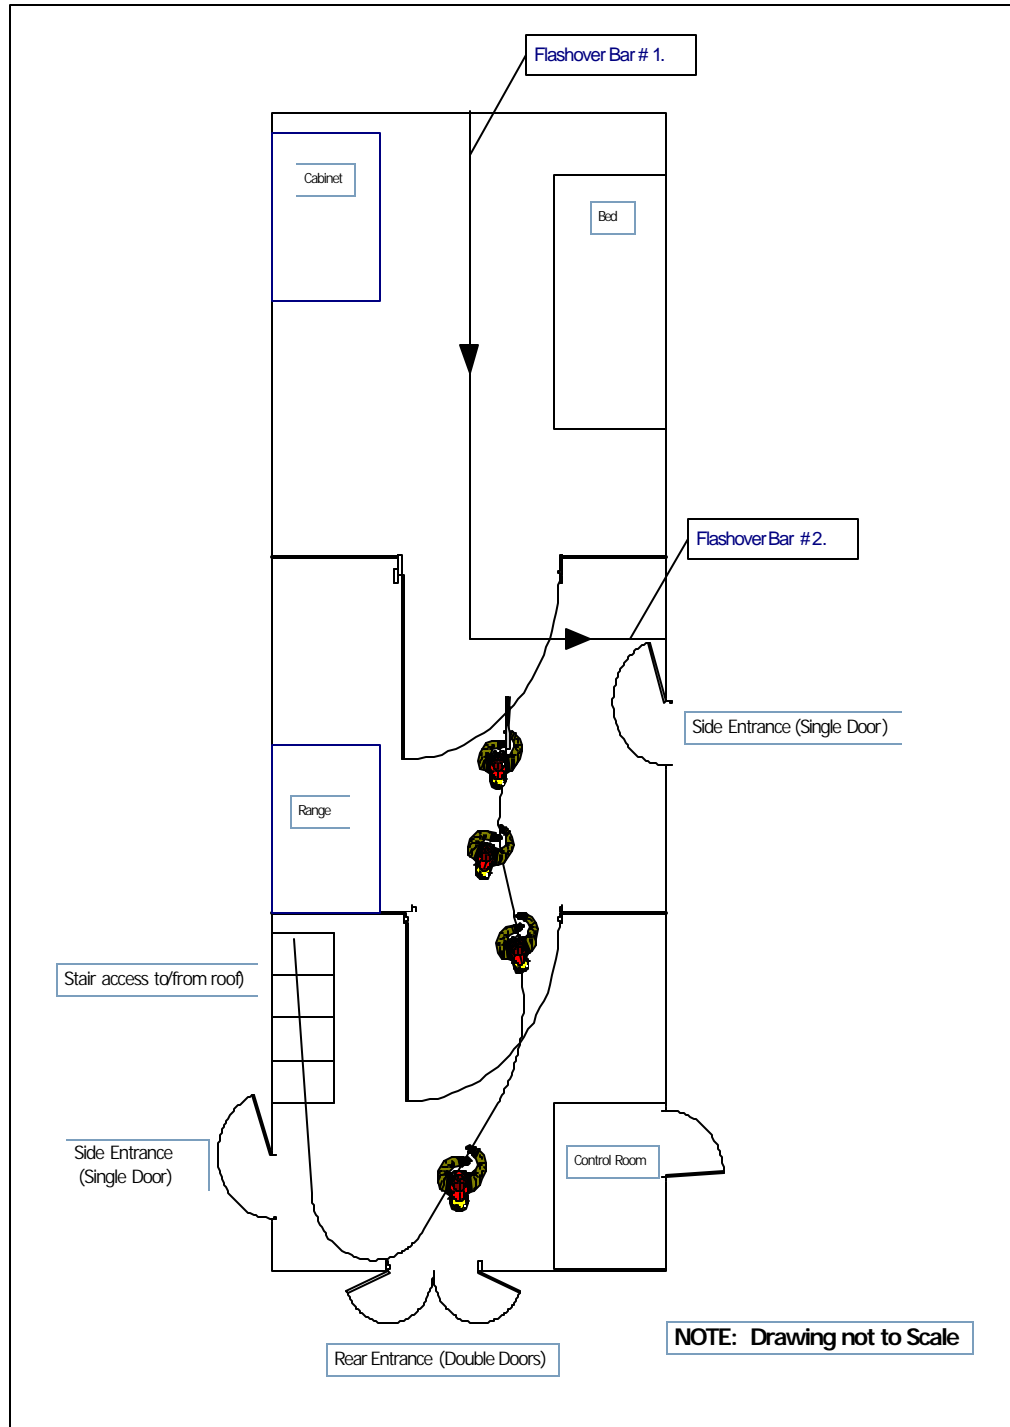 Flashover Bar # 1.
Cabinet
Bed
Flashover Bar # 2.
Side Entrance (Single Door)
Range
Stair access to/from roof)
Side Entrance
(Single Door)
Control Room
NOTE: Drawing not to Scale
Rear Entrance (Double Doors)